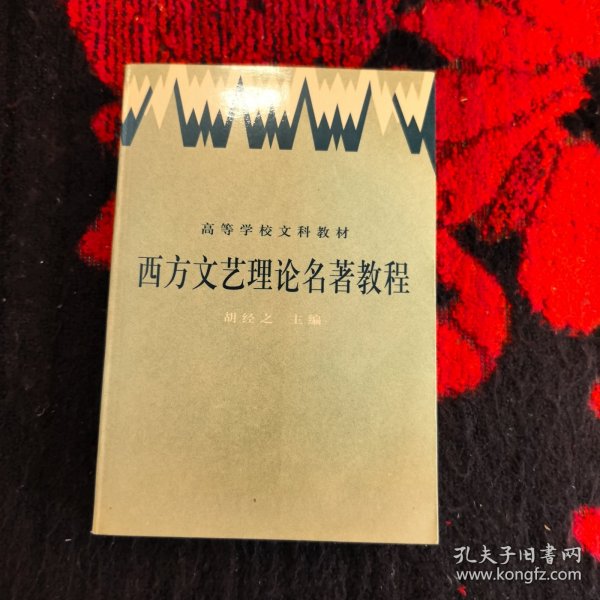 高等学校文科教材
西方文艺理论名著教程
胡经之 主编
孔夫子旧书网
www.kongfz.com